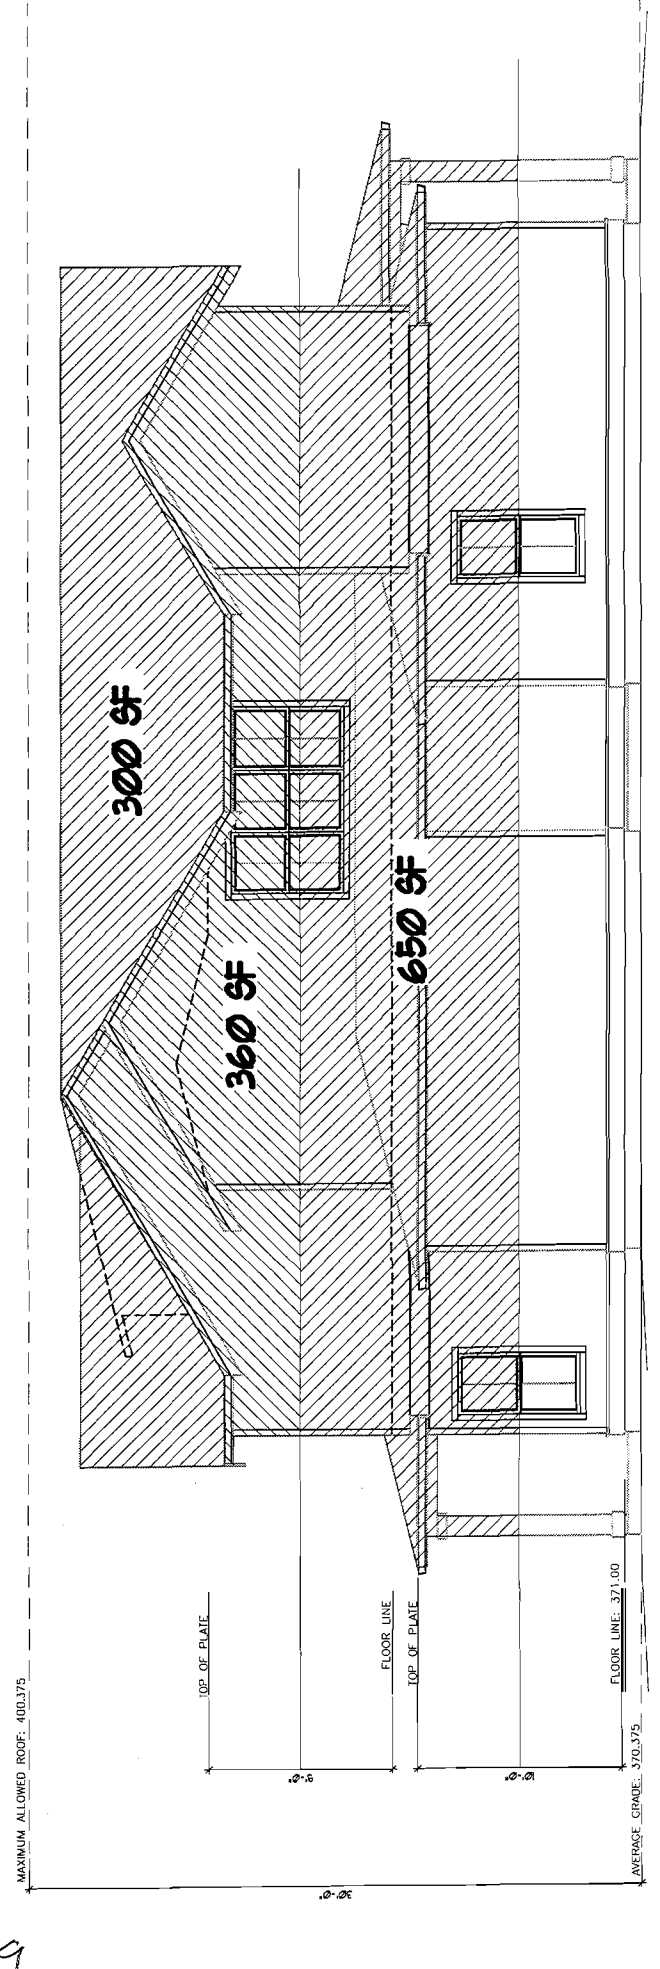 MAXIMUM ALLOWED ROOF: 400.375
300 SF
360 SF
650 SF
TOP OF PLATE
FLOOR LINE
TOP OF PLATE
FLOOR LINE: 371.00
AVERAGE GRADE: 370.375
9'-0"
10'-0"
30'-0"
9